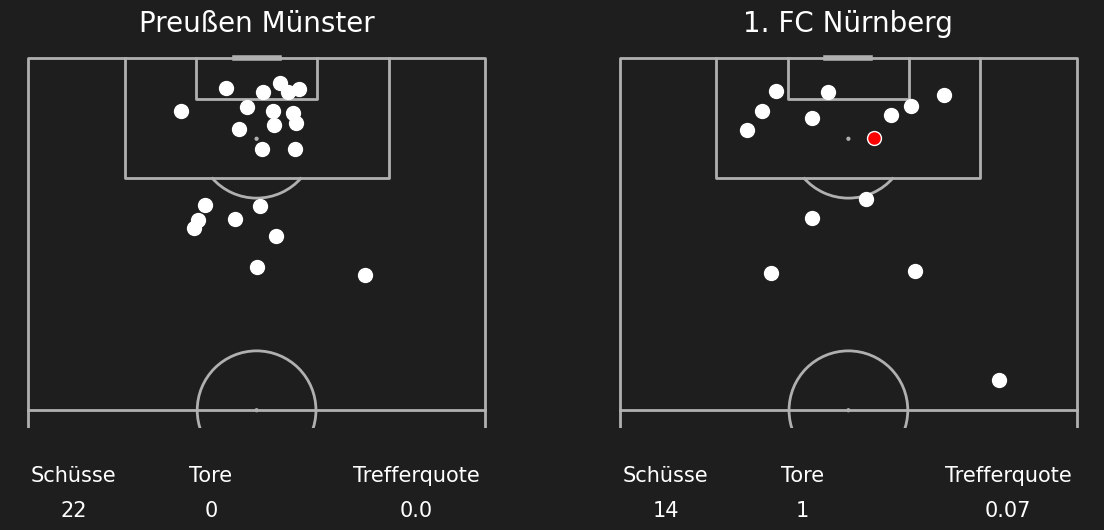 Preußen Münster
1. FC Nürnberg
Schüsse Tore Trefferquote
22 0 0.0
Schüsse Tore Trefferquote
14 1 0.07